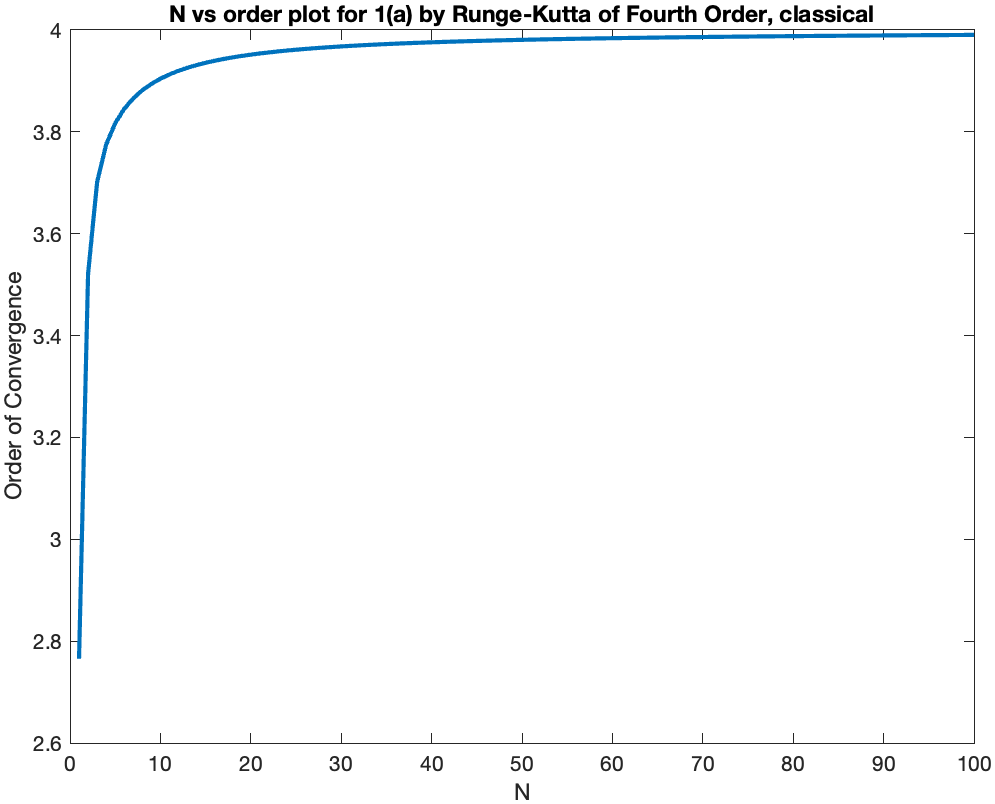 N vs order plot for 1(a) by Runge-Kutta of Fourth Order, classical
4
3.8
3.6
3.4
3.2
3
2.8
2.6
Order of Convergence
0 10 20 30 40 50 60 70 80 90 100
N